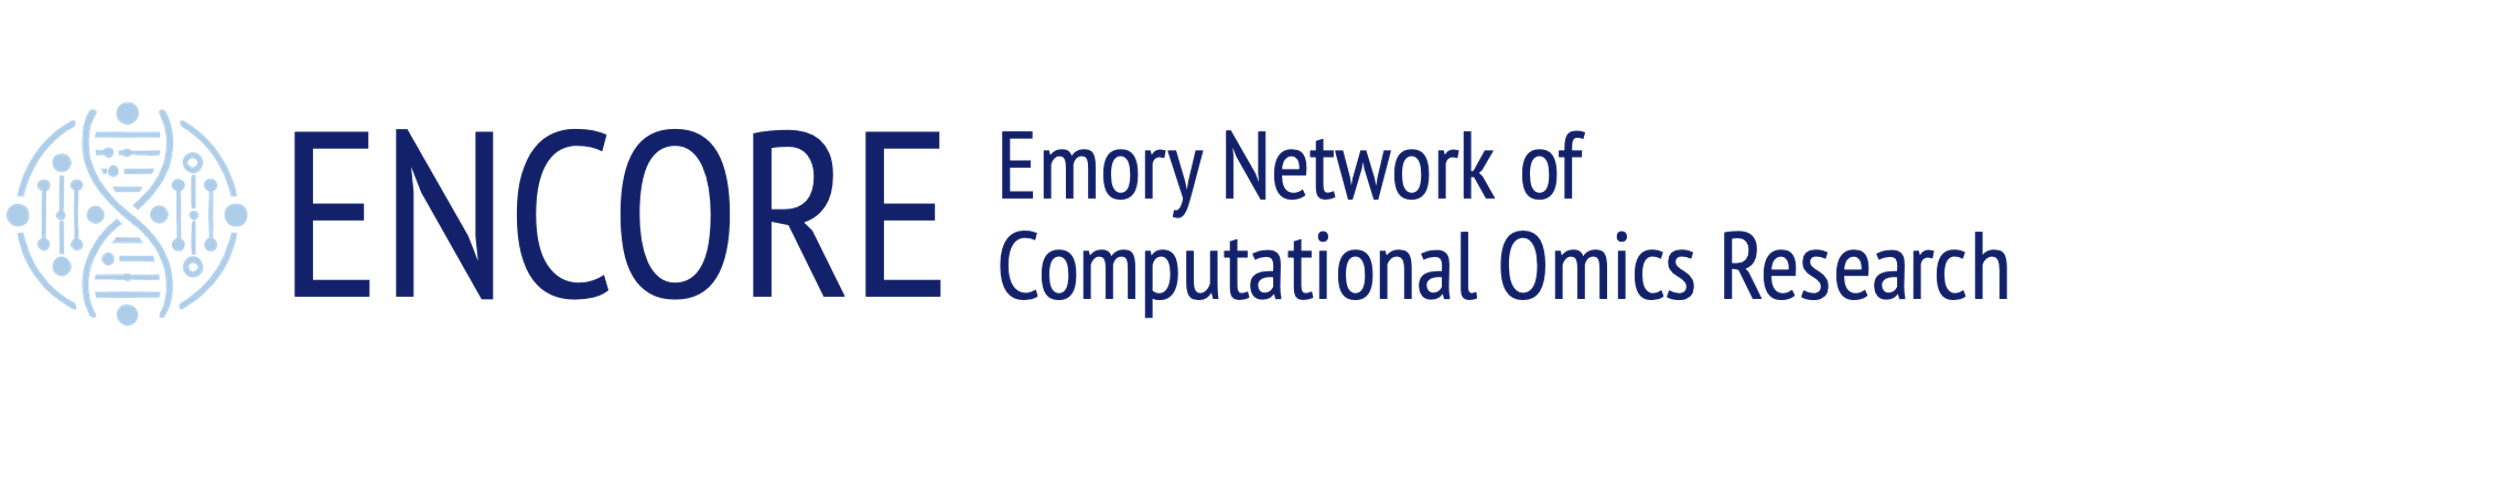 ENCORE
Emory Network of
Computational Omics Research